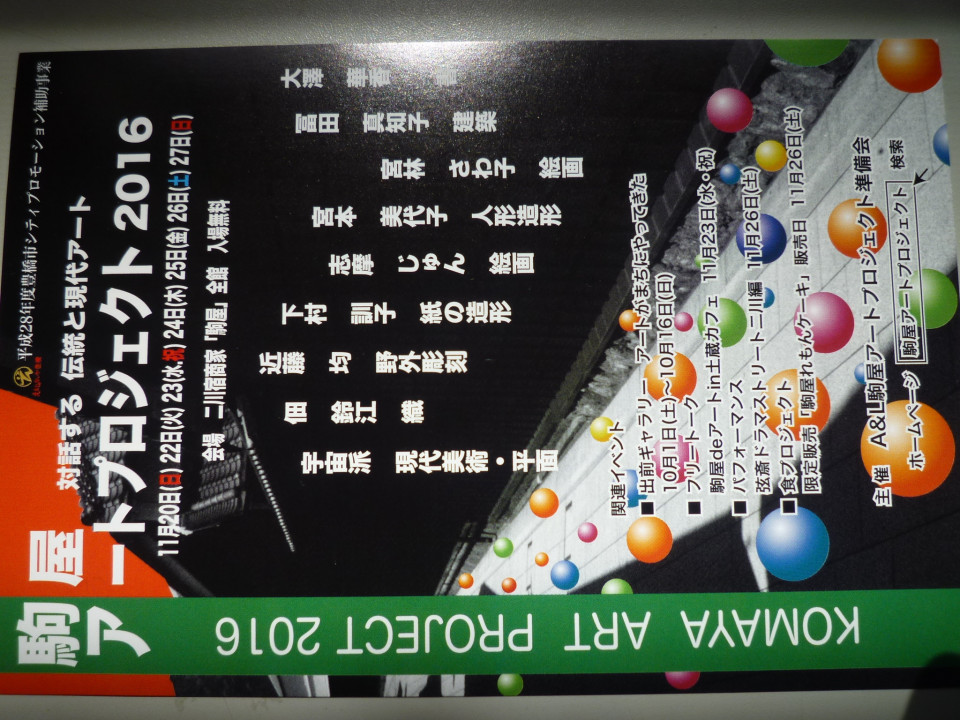 平成28年度豊橋市シティプロモーション補助事業
対話する 伝統と現代アート
駒屋
アートプロジェクト2016
11月20日(日) 22日(火) 23(水,祝) 24日(木) 25日(金) 26日(土) 27日(日)
会場 二川宿商家「駒屋」全館 入場無料
大澤
冨田 真知子 建築
宮林 さわ子 絵画
宮本 美代子 人形造形
志摩 じゅん 絵画
下村 訓子 紙の造形
近藤 均 野外彫刻
佃 鈴江 織
宇宙派 現代美術・平面
関連イベント
■出前ギャラリー アートがまちにやってきた
10月1日(土)～10月16日(日)
■フリートーク
駒屋deアートin土蔵カフェ 11月23日(水・祝)
■パフォーマンス
弦斎ドラマストリート二川編 11月26日(土)
■食プロジェクト
限定販売「駒屋れもんケーキ」販売日 11月26日(土)
主催 A&L駒屋アートプロジェクト準備会
ホームページ 駒屋アートプロジェクト 検索
KOMAYA ART PROJECT 2016